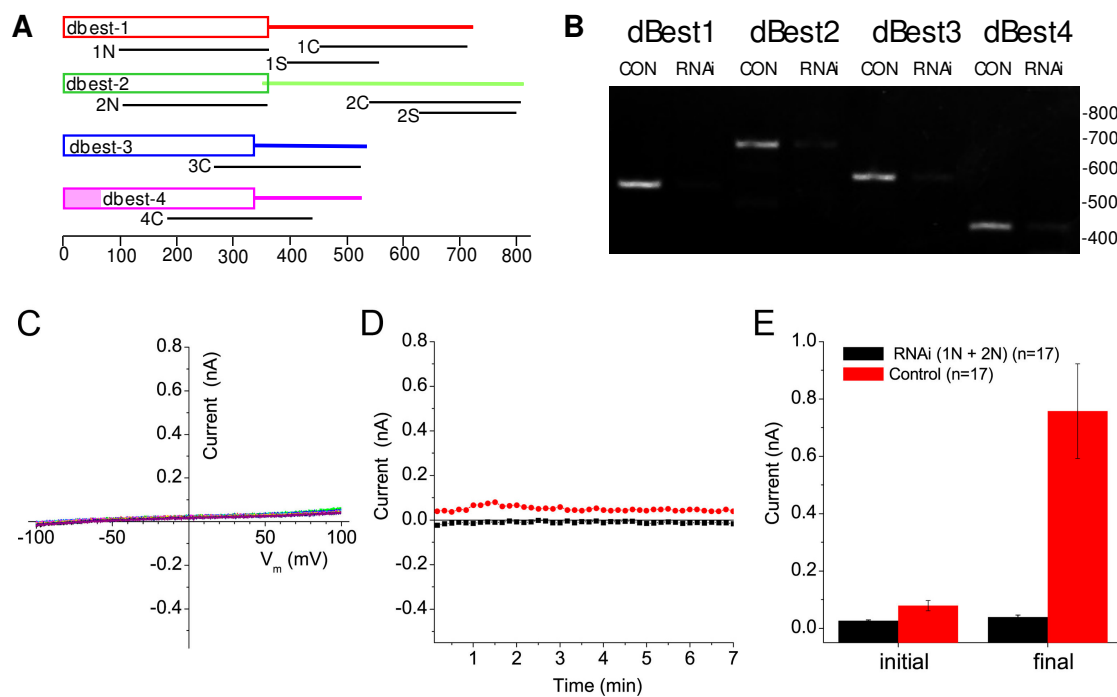 A
dbest-1
1N
1C
1S
dbest-2
2N
2C
2S
dbest-3
3C
dbest-4
4C
0 100 200 300 400 500 600 700 800
B
dBest1 dBest2 dBest3 dBest4
CON RNAi CON RNAi CON RNAi CON RNAi
-800
-700
-600
-500
-400
C
0.8
0.6
0.4
0.2
-0.2
-0.4
Current (nA)
-100 -50 50 100
Vm (mV)
D
0.8
0.6
0.4
0.2
0.0
-0.2
-0.4
Current (nA)
1 2 3 4 5 6 7
Time (min)
E
1.0
0.8
0.6
0.4
0.2
0.0
Current (nA)
RNAi (1N + 2N) (n=17)
Control (n=17)
initial final